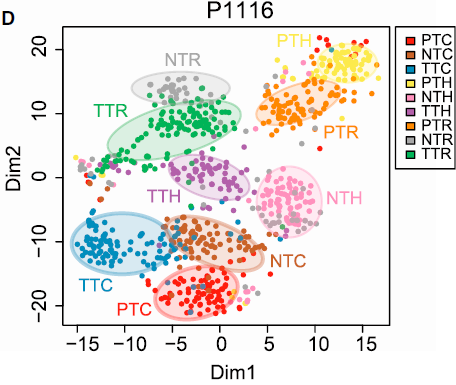 D
P1116
PTH
NTR
TTR
PTR
TTH
NTH
NTC
TTC
PTC
20
10
0
−10
−20
Dim2
−15 −10 −5 0 5 10 15
Dim1
PTC
NTC
TTC
PTH
NTH
TTH
PTR
NTR
TTR